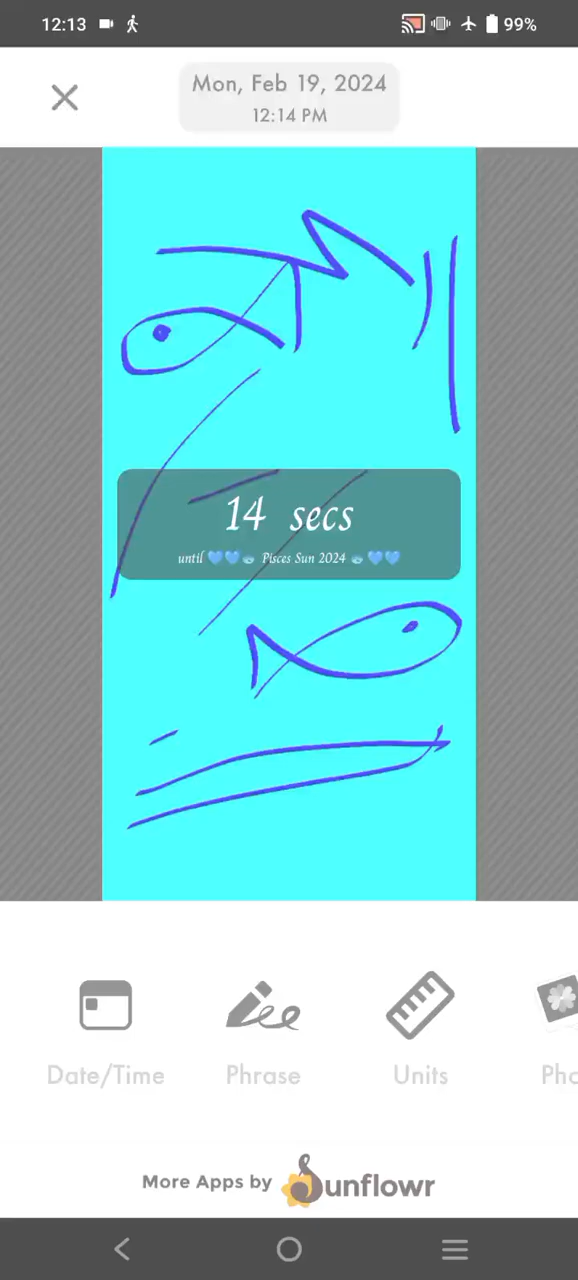 12:13
99%
Mon, Feb 19, 2024
12:14 PM
14 secs
until 💙💙🐟 Pisces Sun 2024 🐟💙💙
Date/Time
Phrase
Units
Pho
More Apps by Sunflowr